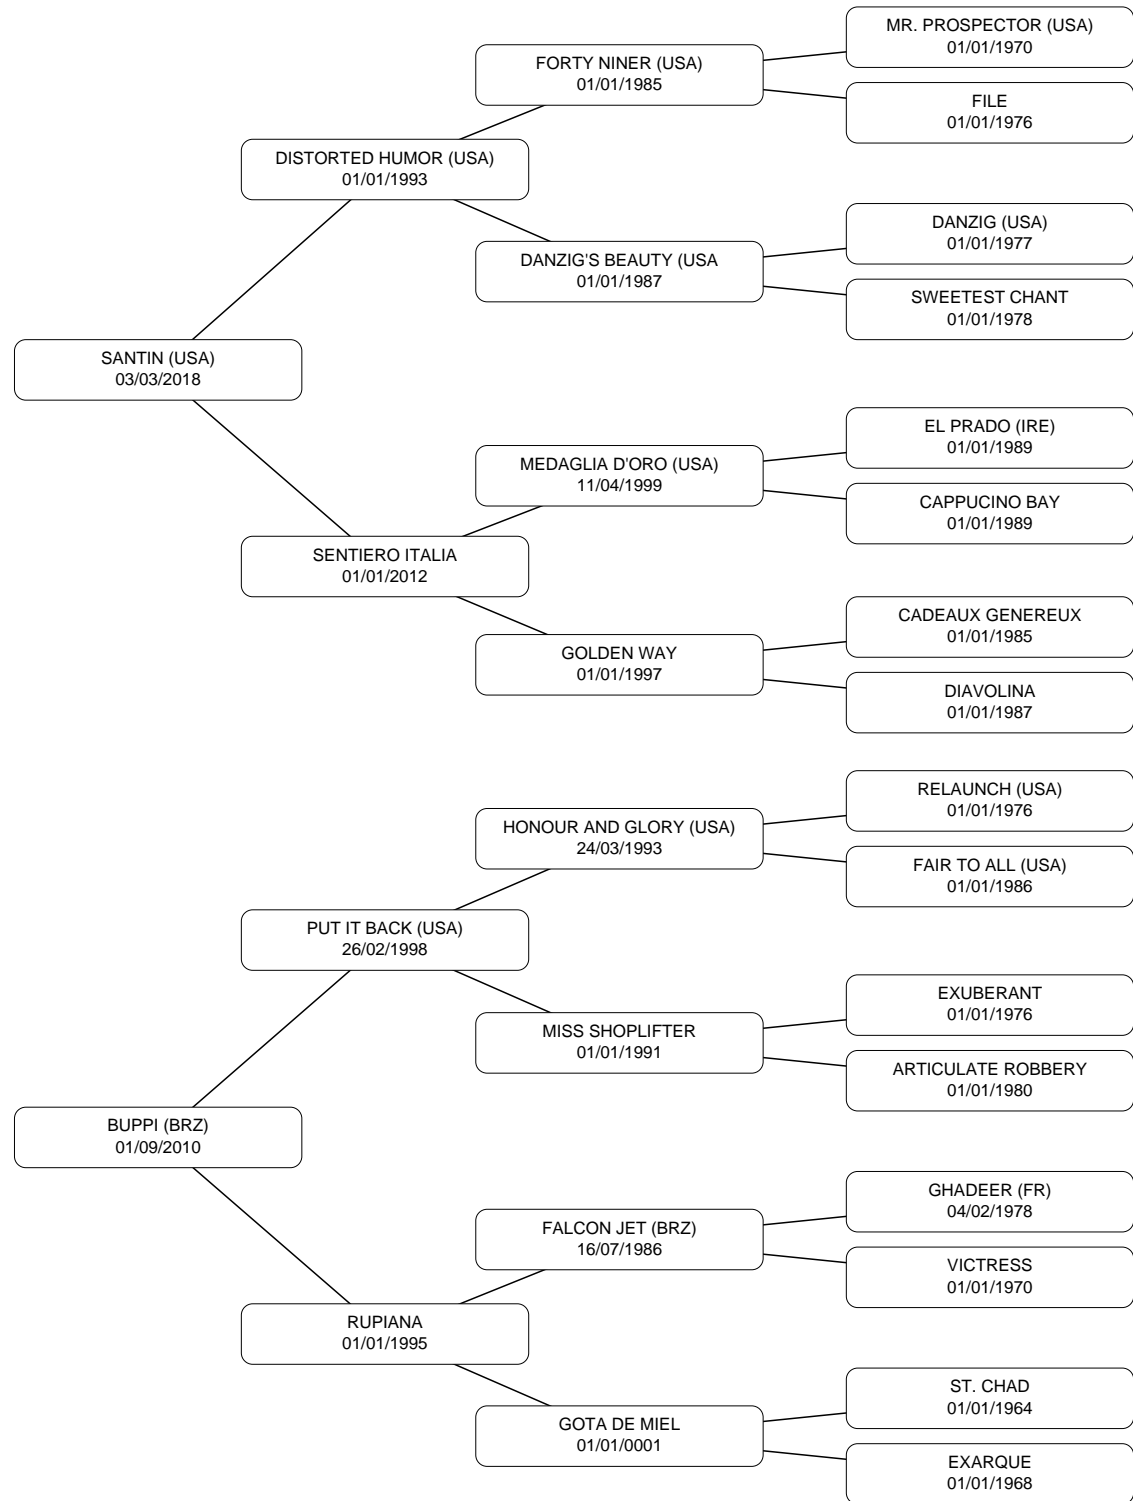 MR. PROSPECTOR (USA)
01/01/1970
FORTY NINER (USA)
01/01/1985
FILE
01/01/1976
DISTORTED HUMOR (USA)
01/01/1993
DANZIG (USA)
01/01/1977
DANZIG'S BEAUTY (USA
01/01/1987
SWEETEST CHANT
01/01/1978
SANTIN (USA)
03/03/2018
EL PRADO (IRE)
01/01/1989
MEDAGLIA D'ORO (USA)
11/04/1999
CAPPUCINO BAY
01/01/1989
SENTIERO ITALIA
01/01/2012
CADEAUX GENEREUX
01/01/1985
GOLDEN WAY
01/01/1997
DIAVOLINA
01/01/1987
RELAUNCH (USA)
01/01/1976
HONOUR AND GLORY (USA)
24/03/1993
FAIR TO ALL (USA)
01/01/1986
PUT IT BACK (USA)
26/02/1998
EXUBERANT
01/01/1976
MISS SHOPLIFTER
01/01/1991
ARTICULATE ROBBERY
01/01/1980
BUPPI (BRZ)
01/09/2010
GHADEER (FR)
04/02/1978
FALCON JET (BRZ)
16/07/1986
VICTRESS
01/01/1970
RUPIANA
01/01/1995
ST. CHAD
01/01/1964
GOTA DE MIEL
01/01/0001
EXARQUE
01/01/1968